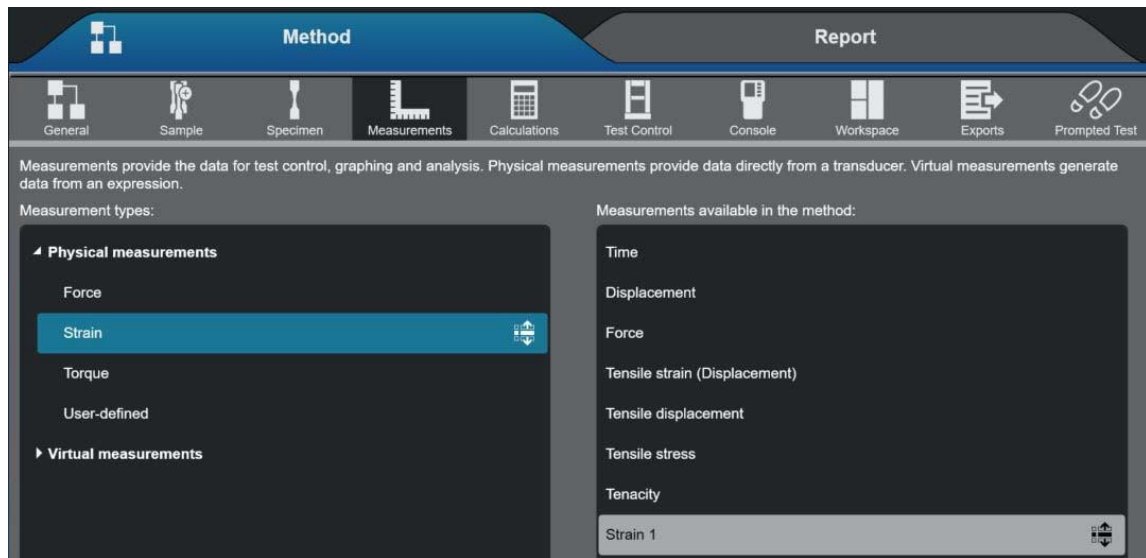 Method
Report
General
Sample
Specimen
Measurements
Calculations
Test Control
Console
Workspace
Exports
Prompted Test
Measurements provide the data for test control, graphing and analysis. Physical measurements provide data directly from a transducer. Virtual measurements generate
data from an expression.
Measurement types:
Physical measurements
Force
Strain
Torque
User-defined
Virtual measurements
Measurements available in the method:
Time
Displacement
Force
Tensile strain (Displacement)
Tensile displacement
Tensile stress
Tenacity
Strain 1